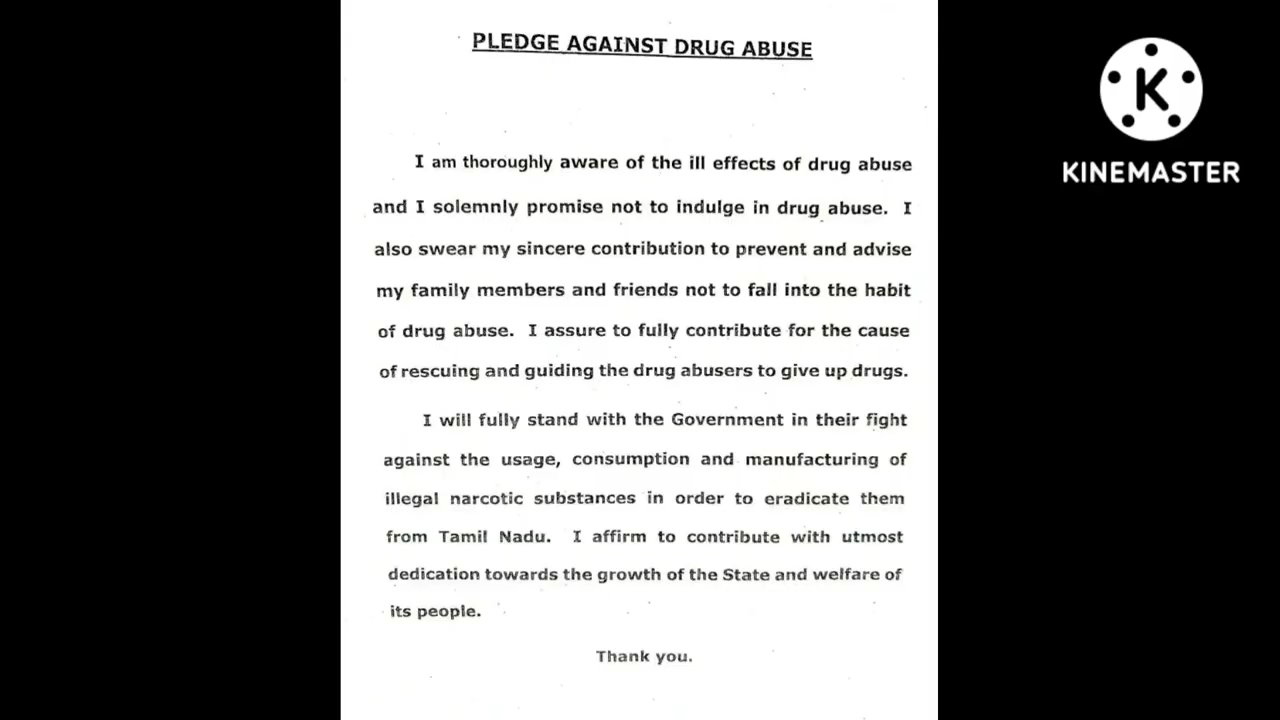 PLEDGE AGAINST DRUG ABUSE
I am thoroughly aware of the ill effects of drug abuse
and I solemnly promise not to indulge in drug abuse. I
also swear my sincere contribution to prevent and advise
my family members and friends not to fall into the habit
of drug abuse. I assure to fully contribute for the cause
of rescuing and guiding the drug abusers to give up drugs.
I will fully stand with the Government in their fight
against the usage, consumption and manufacturing of
illegal narcotic substances in order to eradicate them
from Tamil Nadu. I affirm to contribute with utmost
dedication towards the growth of the State and welfare of
its people.
Thank you.
K
KINEMASTER